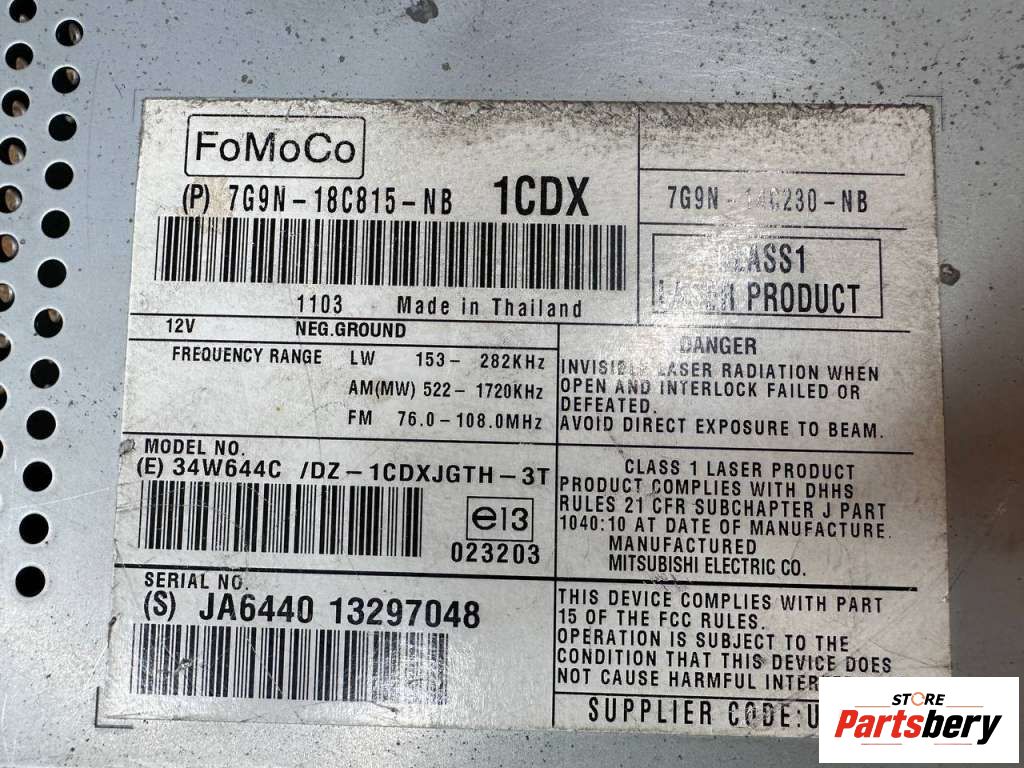 FoMoCo
(P) 7G9N-18C815-NB 1CDX
1103 Made in Thailand
7G9N-18C230-NB
CLASS1
LASER PRODUCT
12V NEG.GROUND
FREQUENCY RANGE LW 153- 282KHz
AM(MW) 522-1720KHz
FM 76.0-108.0MHz
DANGER
INVISIBLE LASER RADIATION WHEN
OPEN AND INTERLOCK FAILED OR
DEFEATED.
AVOID DIRECT EXPOSURE TO BEAM.
MODEL NO.
(E) 34W644C /DZ-1CDXJGTH-3T
e13
023203
CLASS 1 LASER PRODUCT
PRODUCT COMPLIES WITH DHHS
RULES 21 CFR SUBCHAPTER J PART
1040:10 AT DATE OF MANUFACTURE.
MANUFACTURED
MITSUBISHI ELECTRIC CO.
SERIAL NO.
(S) JA6440 13297048
THIS DEVICE COMPLIES WITH PART
15 OF THE FCC RULES.
OPERATION IS SUBJECT TO THE
CONDITION THAT THIS DEVICE DOES
NOT CAUSE HARMFUL
SUPPLIER CODE:
STORE
Partsbery